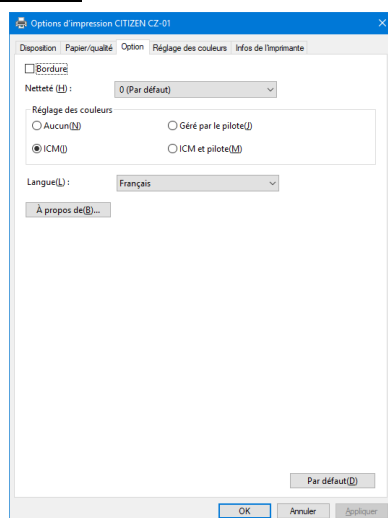 Options d'impression CITIZEN CZ-01
Disposition Papier/qualité Option Réglage des couleurs Infos de l'imprimante
Bordure
Netteté (H) : 0 (Par défaut)
Réglage des couleurs
Aucun(N) Géré par le pilote(J)
ICM(I) ICM et pilote(M)
Langue(L) : Français
À propos de(B)...
Par défaut(D)
OK Annuler Appliquer